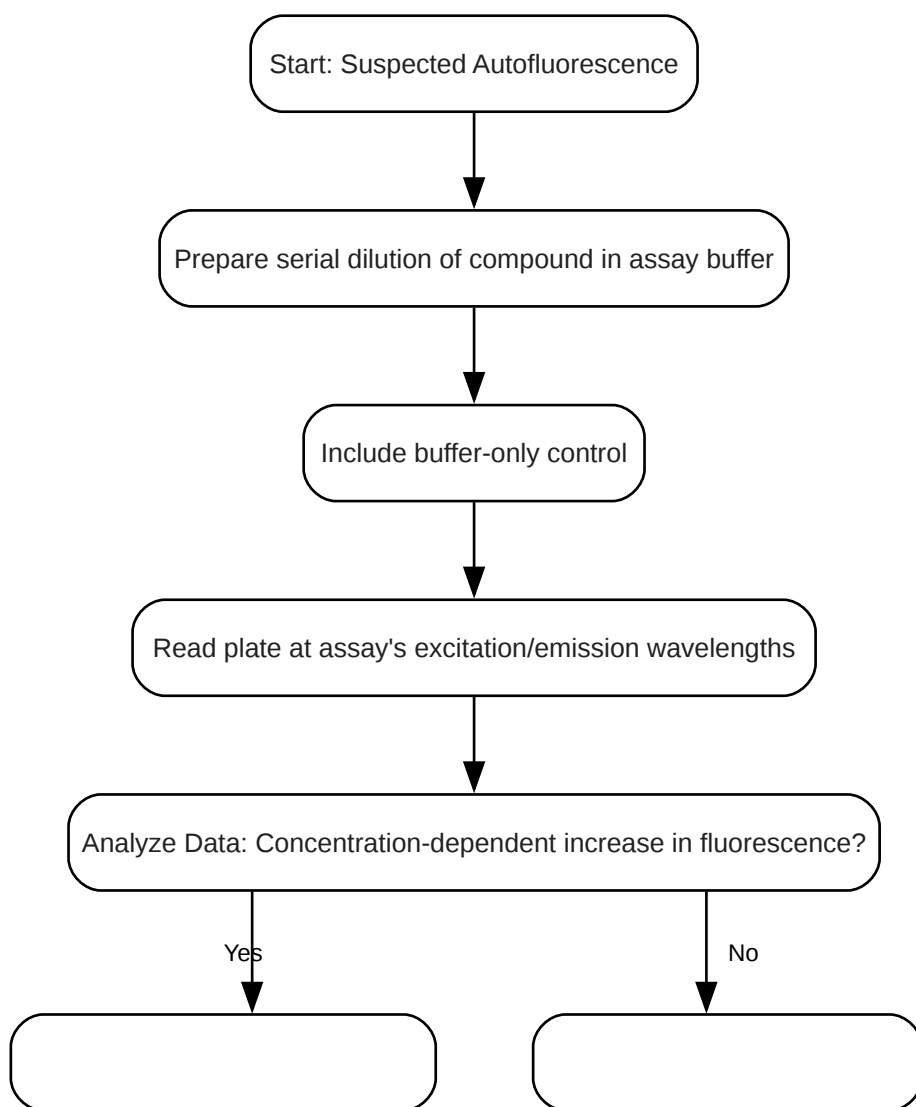 Start: Suspected Autofluorescence
Prepare serial dilution of compound in assay buffer
Include buffer-only control
Read plate at assay's excitation/emission wavelengths
Analyze Data: Concentration-dependent increase in fluorescence?
Yes
No